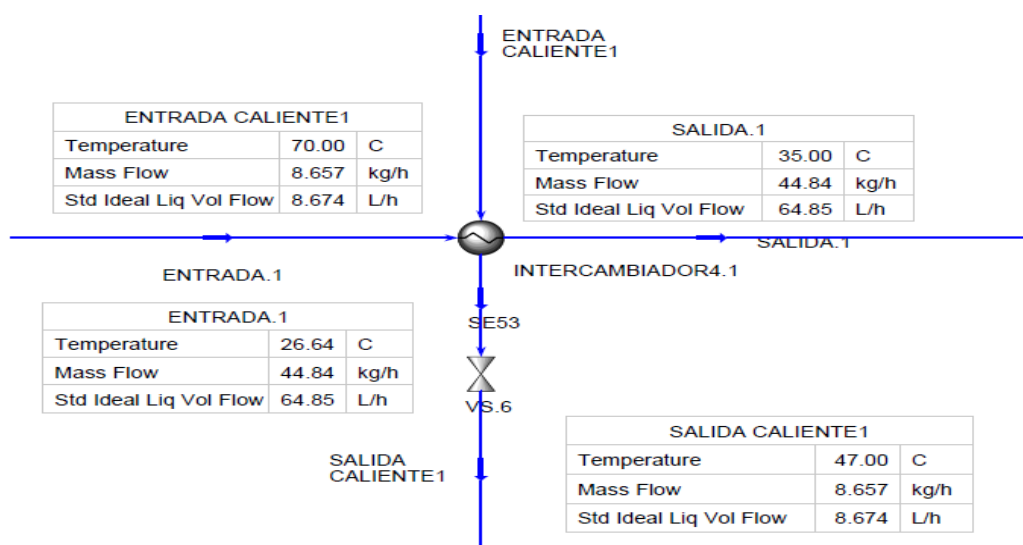 ENTRADA
CALIENTE1
ENTRADA CALIENTE1
Temperature 70.00 C
Mass Flow 8.657 kg/h
Std Ideal Liq Vol Flow 8.674 L/h
SALIDA.1
Temperature 35.00 C
Mass Flow 44.84 kg/h
Std Ideal Liq Vol Flow 64.85 L/h
SALIDA.1
ENTRADA.1
INTERCAMBIADOR4.1
ENTRADA.1
Temperature 26.64 C
Mass Flow 44.84 kg/h
Std Ideal Liq Vol Flow 64.85 L/h
SE53
VS.6
SALIDA
CALIENTE1
SALIDA CALIENTE1
Temperature 47.00 C
Mass Flow 8.657 kg/h
Std Ideal Liq Vol Flow 8.674 L/h